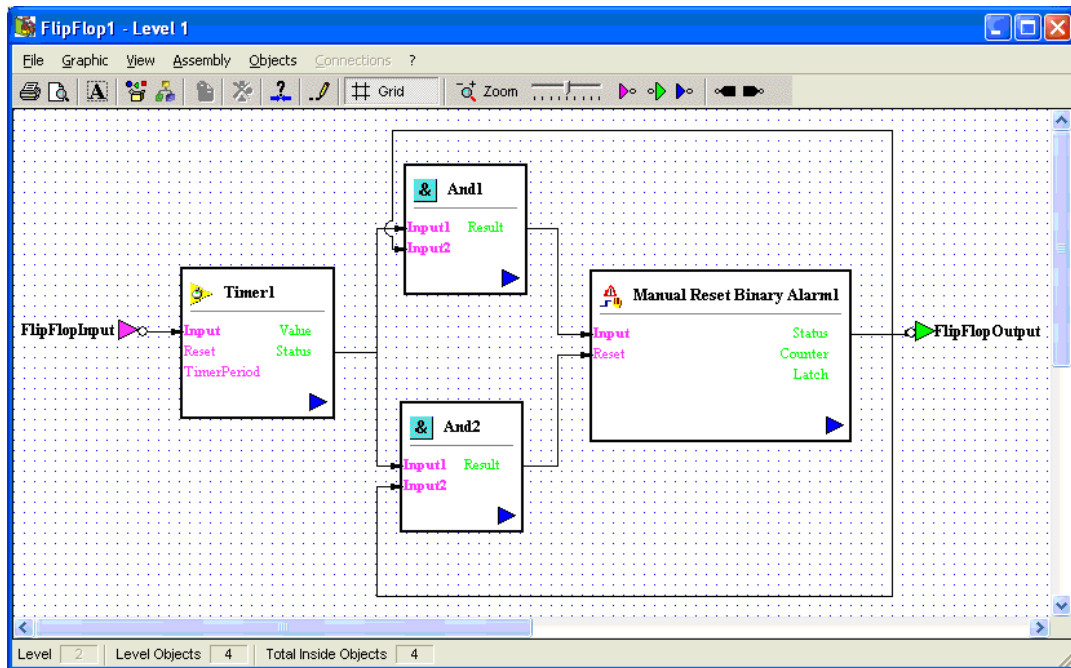 FlipFlop1 - Level 1
File Graphic View Assembly Objects Connections ?
A Grid Zoom
& And1
Input1 Result
Input2
Timer1
Manual Reset Binary Alarm1
FlipFlopInput
Input Value
Reset Status
TimerPeriod
Input Status
Reset Counter
Latch
FlipFlopOutput
& And2
Input1 Result
Input2
Level 2 Level Objects 4 Total Inside Objects 4